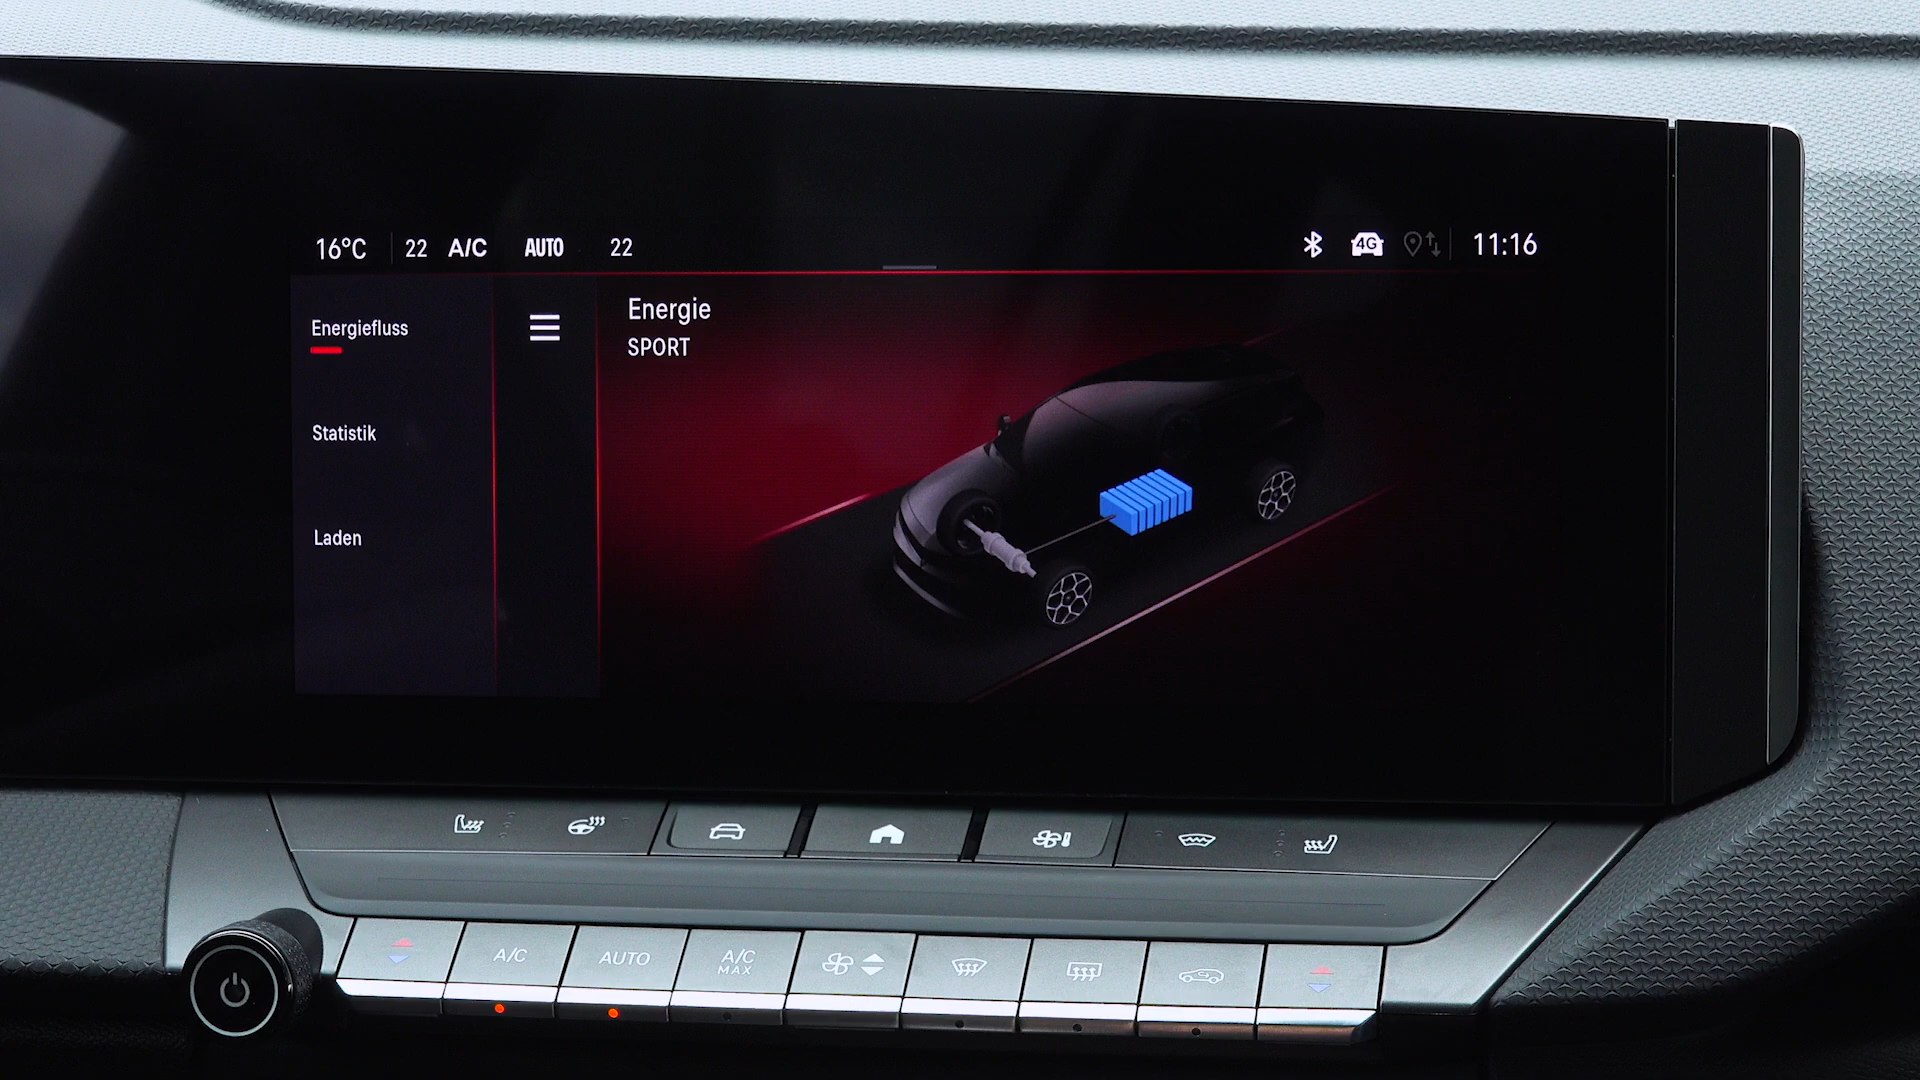 16°C 22 A/C AUTO 22 4G 11:16
Energiefluss
Statistik
Laden
Energie
SPORT
A/C AUTO A/C MAX